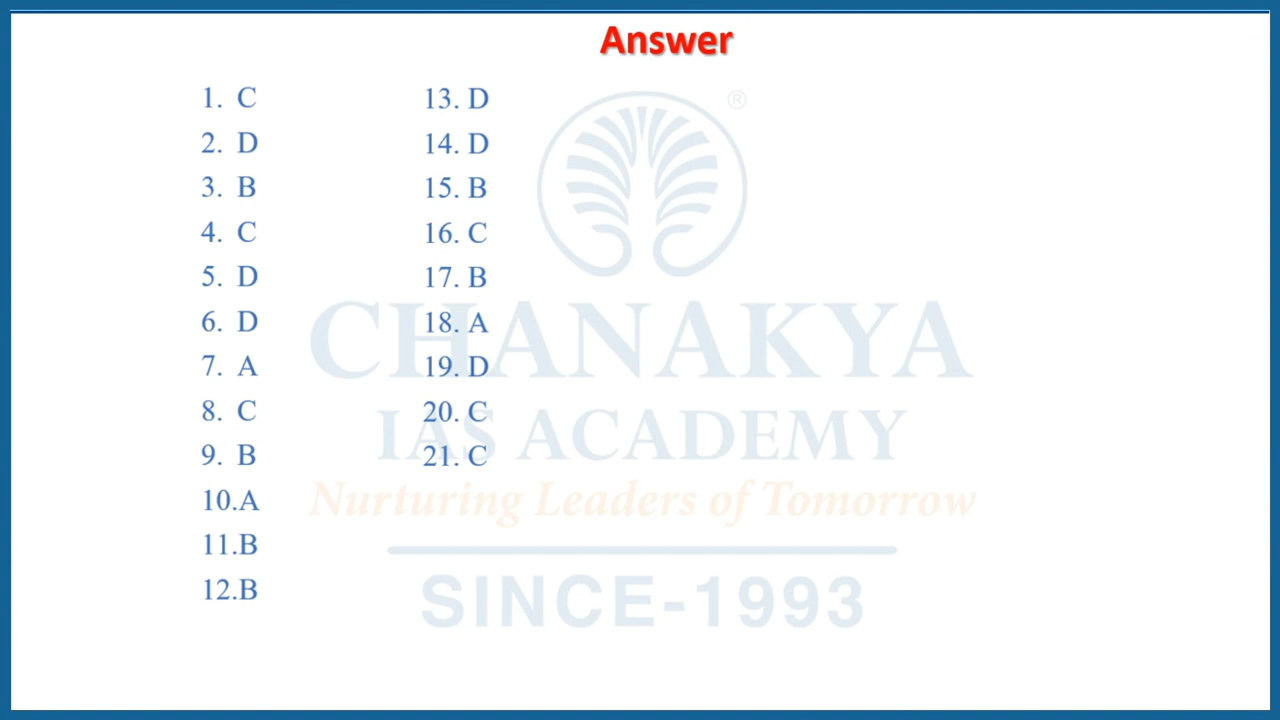 Answer
1. C
2. D
3. B
4. C
5. D
6. D
7. A
8. C
9. B
10.A
11.B
12.B
13. D
14. D
15. B
16. C
17. B
18. A
19. D
20. C
21. C
®
CHANAKYA
IAS ACADEMY
Nurturing Leaders of Tomorrow
SINCE-1993